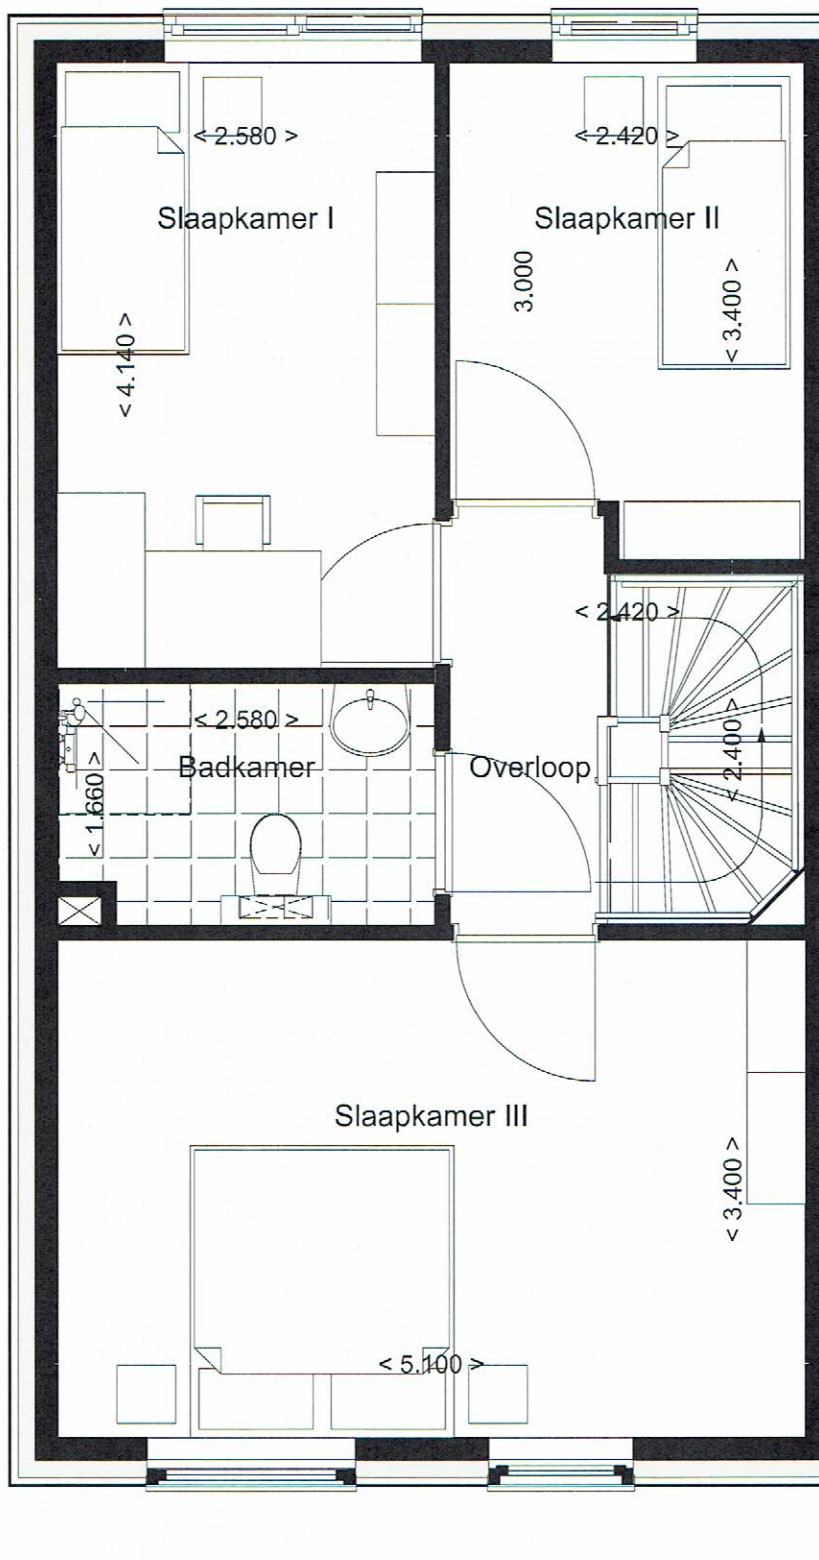 < 2.580 >
< 2.420 >
Slaapkamer I
Slaapkamer II
3.000
< 3.400 >
< 4.140 >
< 2.420 >
< 2.580 >
< 2.400 >
Badkamer
Overloop
< 1.660 >
Slaapkamer III
< 3.400 >
< 5.100 >